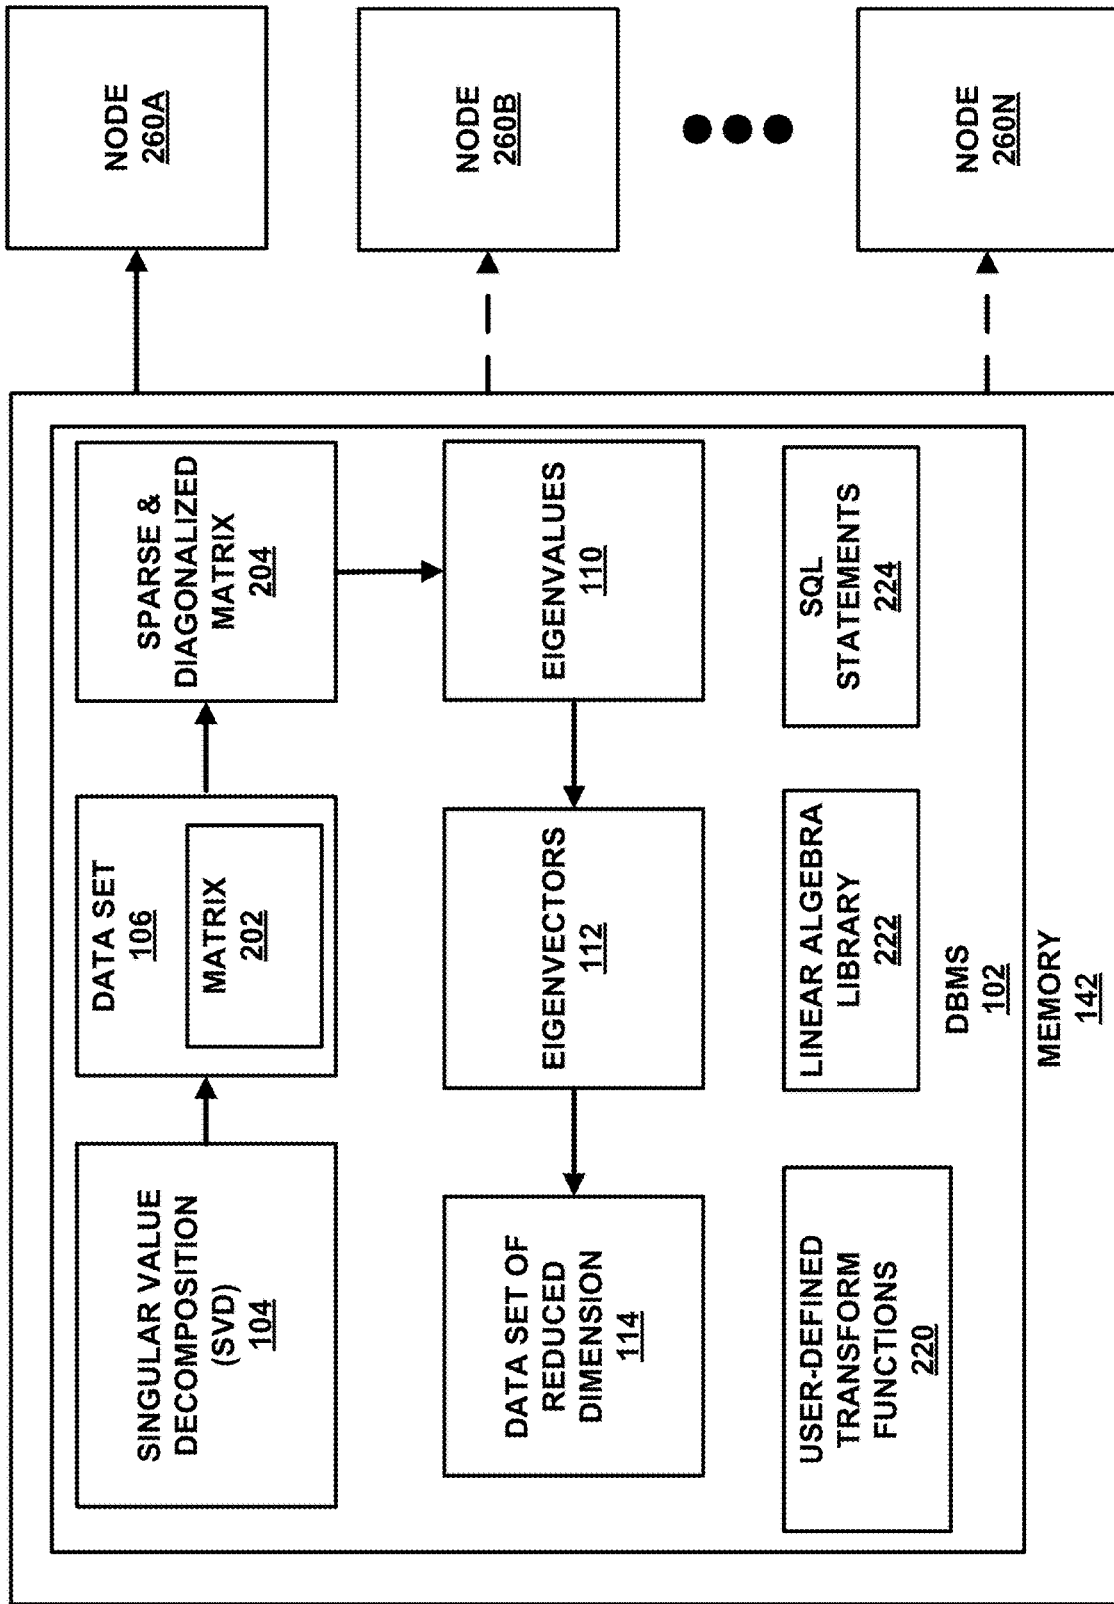 SINGULAR VALUE
DECOMPOSITION
(SVD)
104
DATA SET
106
MATRIX
202
SPARSE &
DIAGONALIZED
MATRIX
204
DATA SET OF
REDUCED
DIMENSION
114
EIGENVECTORS
112
EIGENVALUES
110
USER-DEFINED
TRANSFORM
FUNCTIONS
220
LINEAR ALGEBRA
LIBRARY
222
SQL
STATEMENTS
224
DBMS
102
MEMORY
142
NODE
260A
NODE
260B
NODE
260N